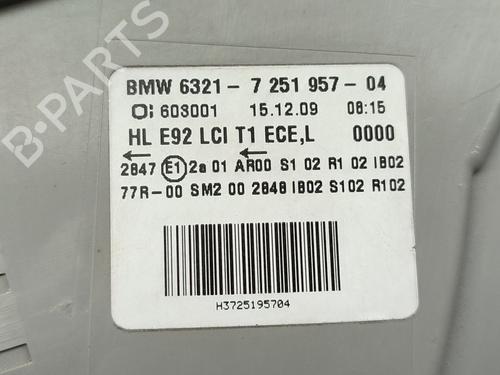 BMW 6321- 7 251 957- 04
OI 603001 15.12.09 08:15
HL E92 LCI T1 ECE,L 0000
2847 E1 2a 01 AR00 S1 02 R1 02 IB02
77R-00 SM2 00 2848 IB02 S102 R102
H3725195704
B-PARTS